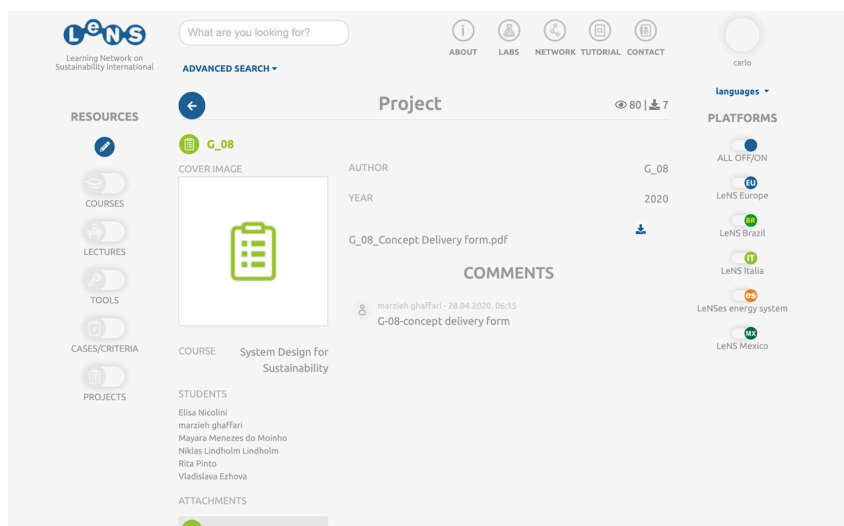 LeNS
Learning Network on
Sustainability international
What are you looking for?
ADVANCED SEARCH
ABOUT
LABS
NETWORK
TUTORIAL
CONTACT
carlo
languages
RESOURCES
COURSES
LECTURES
TOOLS
CASES/CRITERIA
PROJECTS
Project
80 | 7
G_08
COVER IMAGE
AUTHOR
G_08
YEAR
2020
G_08_Concept Delivery form.pdf
COMMENTS
marzieh ghaffari - 28.04.2020. 06:15
G-08-concept delivery form
COURSE
System Design for
Sustainability
STUDENTS
Elisa Nicolini
marzieh ghaffari
Mayara Menezes do Moinho
Niklas Lindholm Lindholm
Rita Pinto
Vladislava Ezhova
ATTACHMENTS
PLATFORMS
ALL OFF/ON
EU
LeNS Europe
BR
LeNS Brazil
IT
LeNS Italia
es
LeNSes energy system
MX
LeNS Mexico